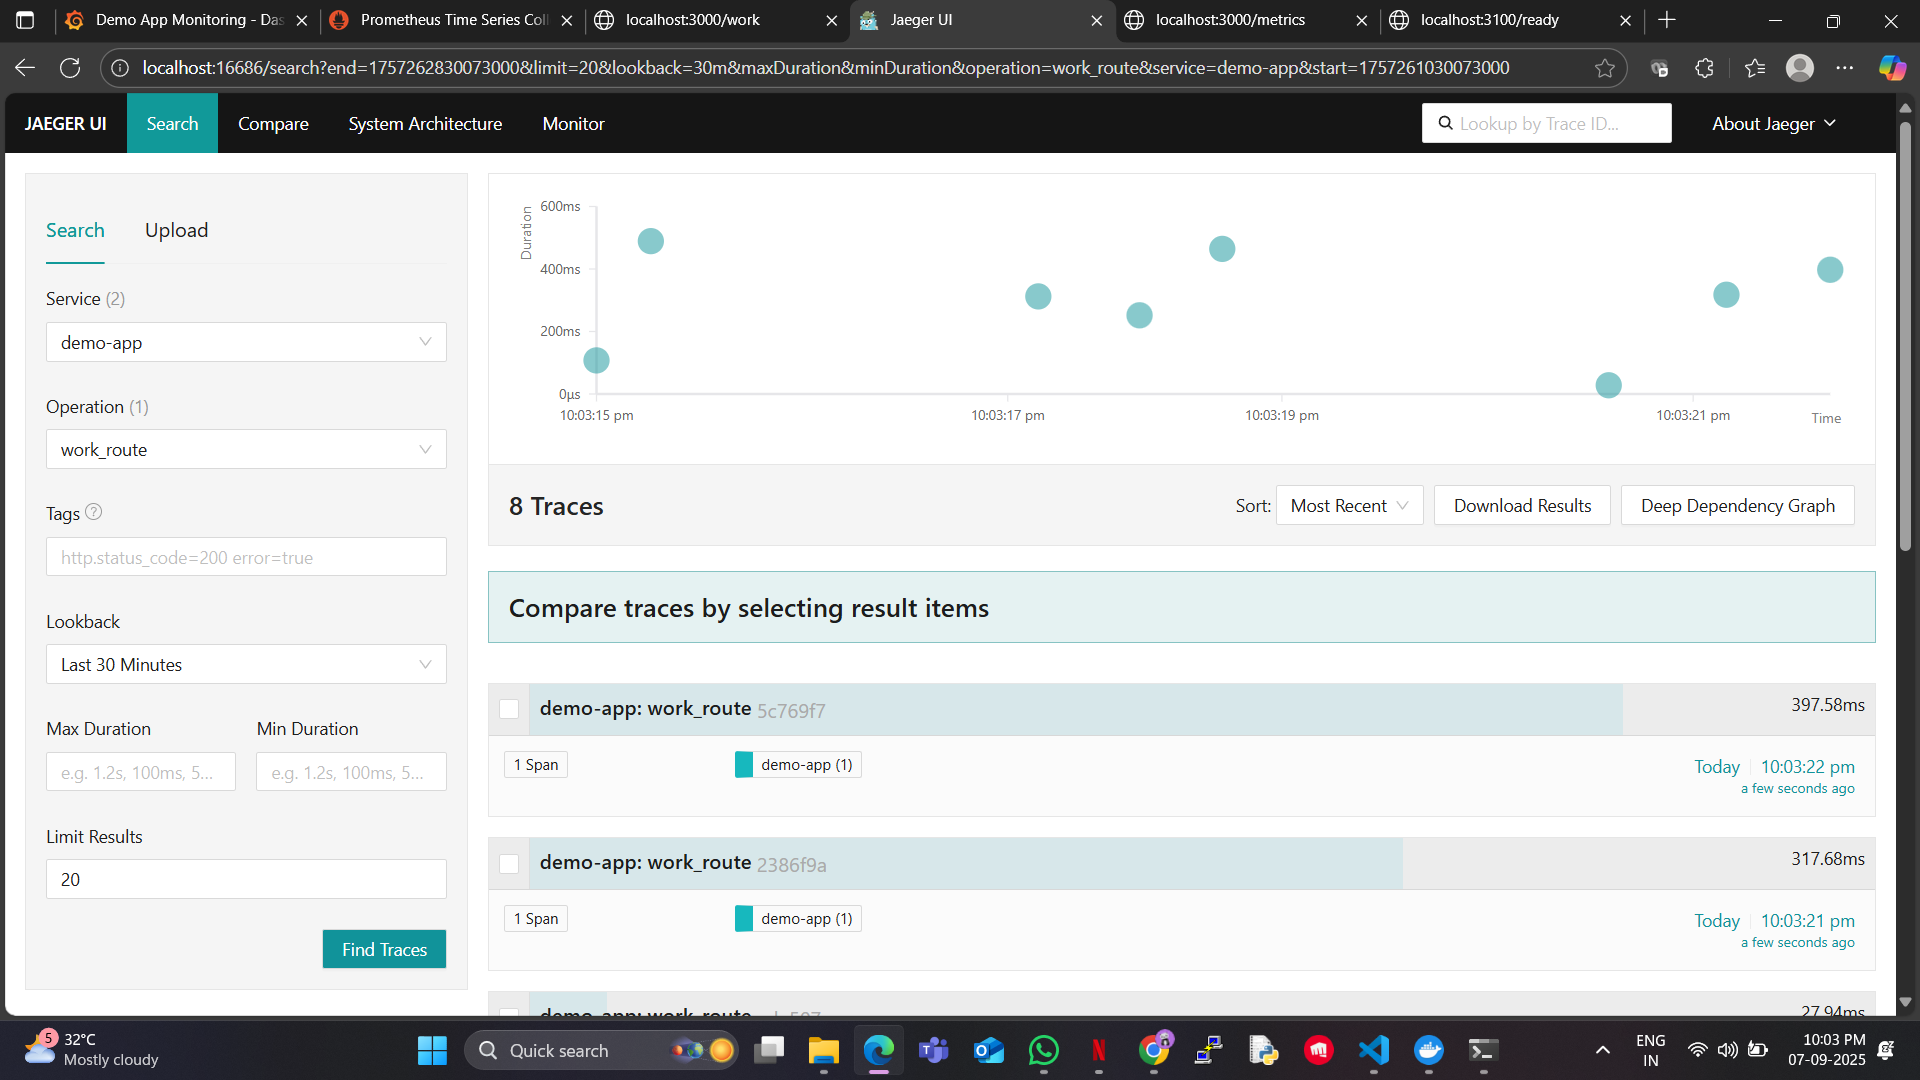 Demo App Monitoring - Das
Prometheus Time Series Coll
localhost:3000/work
Jaeger UI
localhost:3000/metrics
localhost:3100/ready
localhost:16686/search?end=1757262830073000&limit=20&lookback=30m&maxDuration&minDuration&operation=work_route&service=demo-app&start=1757261030073000
JAEGER UI
Search
Compare
System Architecture
Monitor
Lookup by Trace ID...
About Jaeger
Search
Upload
Service (2)
demo-app
Operation (1)
work_route
Tags
http.status_code=200 error=true
Lookback
Last 30 Minutes
Max Duration
Min Duration
e.g. 1.2s, 100ms, 5...
e.g. 1.2s, 100ms, 5...
Limit Results
20
Find Traces
Duration
600ms
400ms
200ms
0μs
10:03:15 pm
10:03:17 pm
10:03:19 pm
10:03:21 pm
Time
8 Traces
Sort:
Most Recent
Download Results
Deep Dependency Graph
Compare traces by selecting result items
demo-app: work_route 5c769f7
397.58ms
1 Span
demo-app (1)
Today
10:03:22 pm
a few seconds ago
demo-app: work_route 2386f9a
317.68ms
1 Span
demo-app (1)
Today
10:03:21 pm
a few seconds ago
demo-app: work_route
27.94ms
5
32°C
Mostly cloudy
Quick search
ENG
IN
10:03 PM
07-09-2025